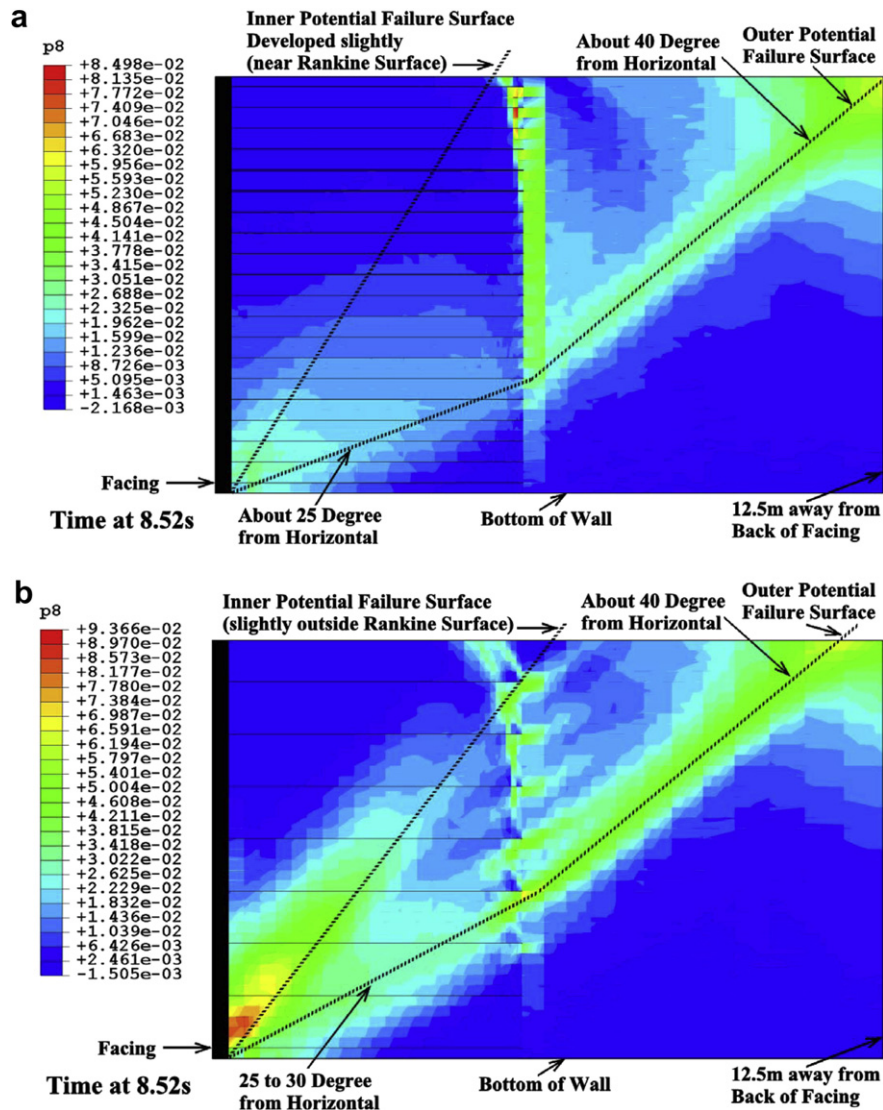 a
Inner Potential Failure Surface
Developed slightly
(near Rankine Surface)
About 40 Degree
from Horizontal
Outer Potential
Failure Surface
p8
+8.498e-02
+8.135e-02
+7.772e-02
+7.409e-02
+7.046e-02
+6.683e-02
+6.320e-02
+5.956e-02
+5.593e-02
+5.230e-02
+4.867e-02
+4.504e-02
+4.141e-02
+3.778e-02
+3.415e-02
+3.051e-02
+2.688e-02
+2.325e-02
+1.962e-02
+1.599e-02
+1.236e-02
+8.726e-03
+5.095e-03
+1.463e-03
-2.168e-03
Facing
Time at 8.52s
About 25 Degree
from Horizontal
Bottom of Wall
12.5m away from
Back of Facing
b
Inner Potential Failure Surface
(slightly outside Rankine Surface)
About 40 Degree
from Horizontal
Outer Potential
Failure Surface
p8
+9.366e-02
+8.970e-02
+8.573e-02
+8.177e-02
+7.780e-02
+7.384e-02
+6.987e-02
+6.591e-02
+6.194e-02
+5.797e-02
+5.401e-02
+5.004e-02
+4.608e-02
+4.211e-02
+3.815e-02
+3.418e-02
+3.022e-02
+2.625e-02
+2.229e-02
+1.832e-02
+1.436e-02
+1.039e-02
+6.426e-03
+2.461e-03
-1.505e-03
Facing
Time at 8.52s
25 to 30 Degree
from Horizontal
Bottom of Wall
12.5m away from
Back of Facing